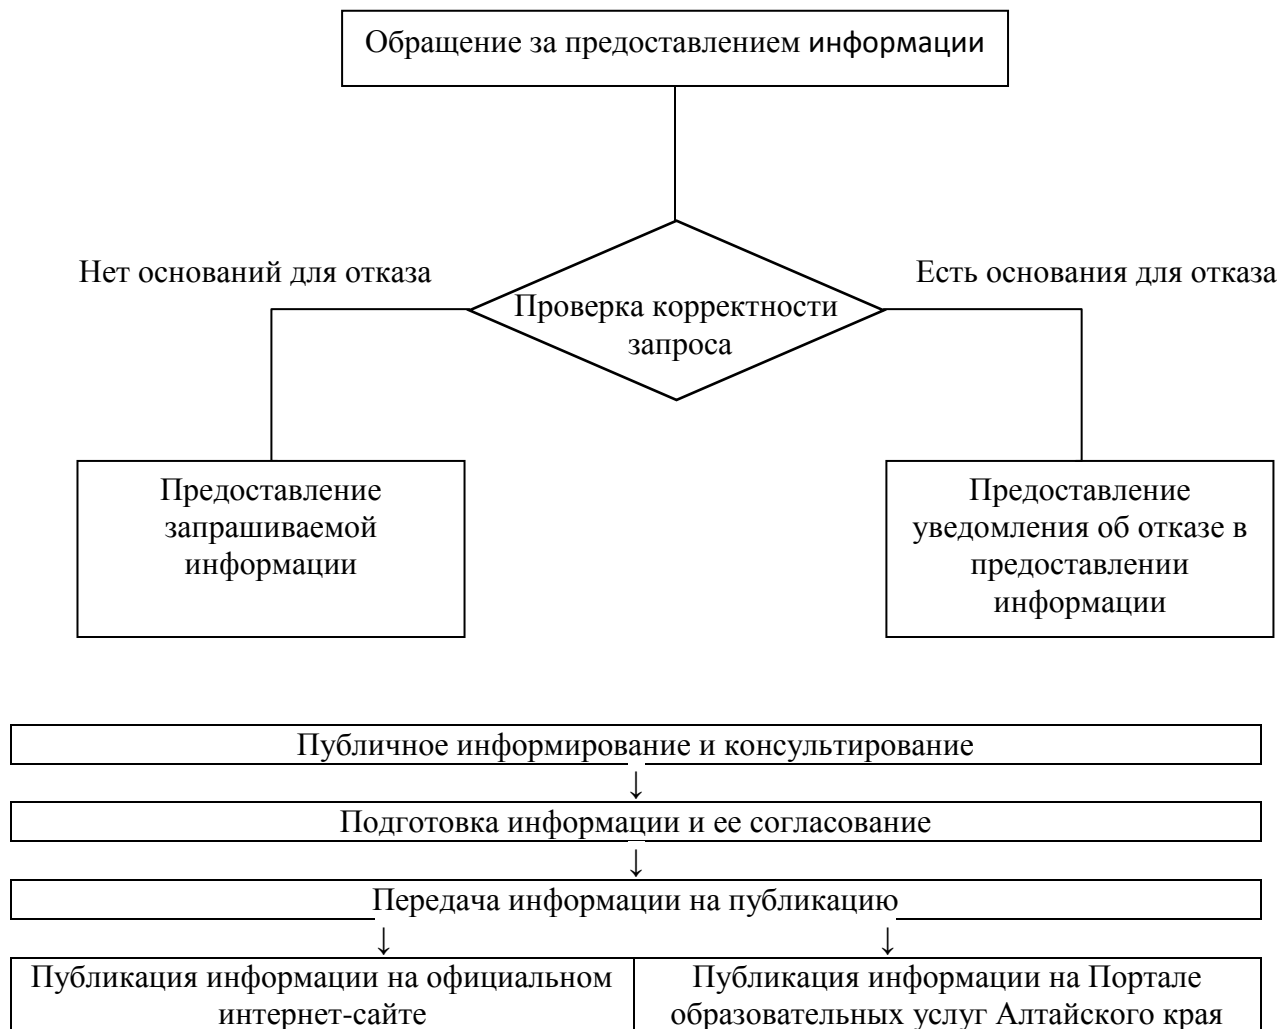 Обращение за предоставлением информации
Нет оснований для отказа
Есть основания для отказа
Проверка корректности
запроса
Предоставление
запрашиваемой
информации
Предоставление
уведомления об отказе в
предоставлении
информации
Публичное информирование и консультирование
↓
Подготовка информации и ее согласование
↓
Передача информации на публикацию
↓ ↓
Публикация информации на официальном
интернет-сайте
Публикация информации на Портале
образовательных услуг Алтайского края